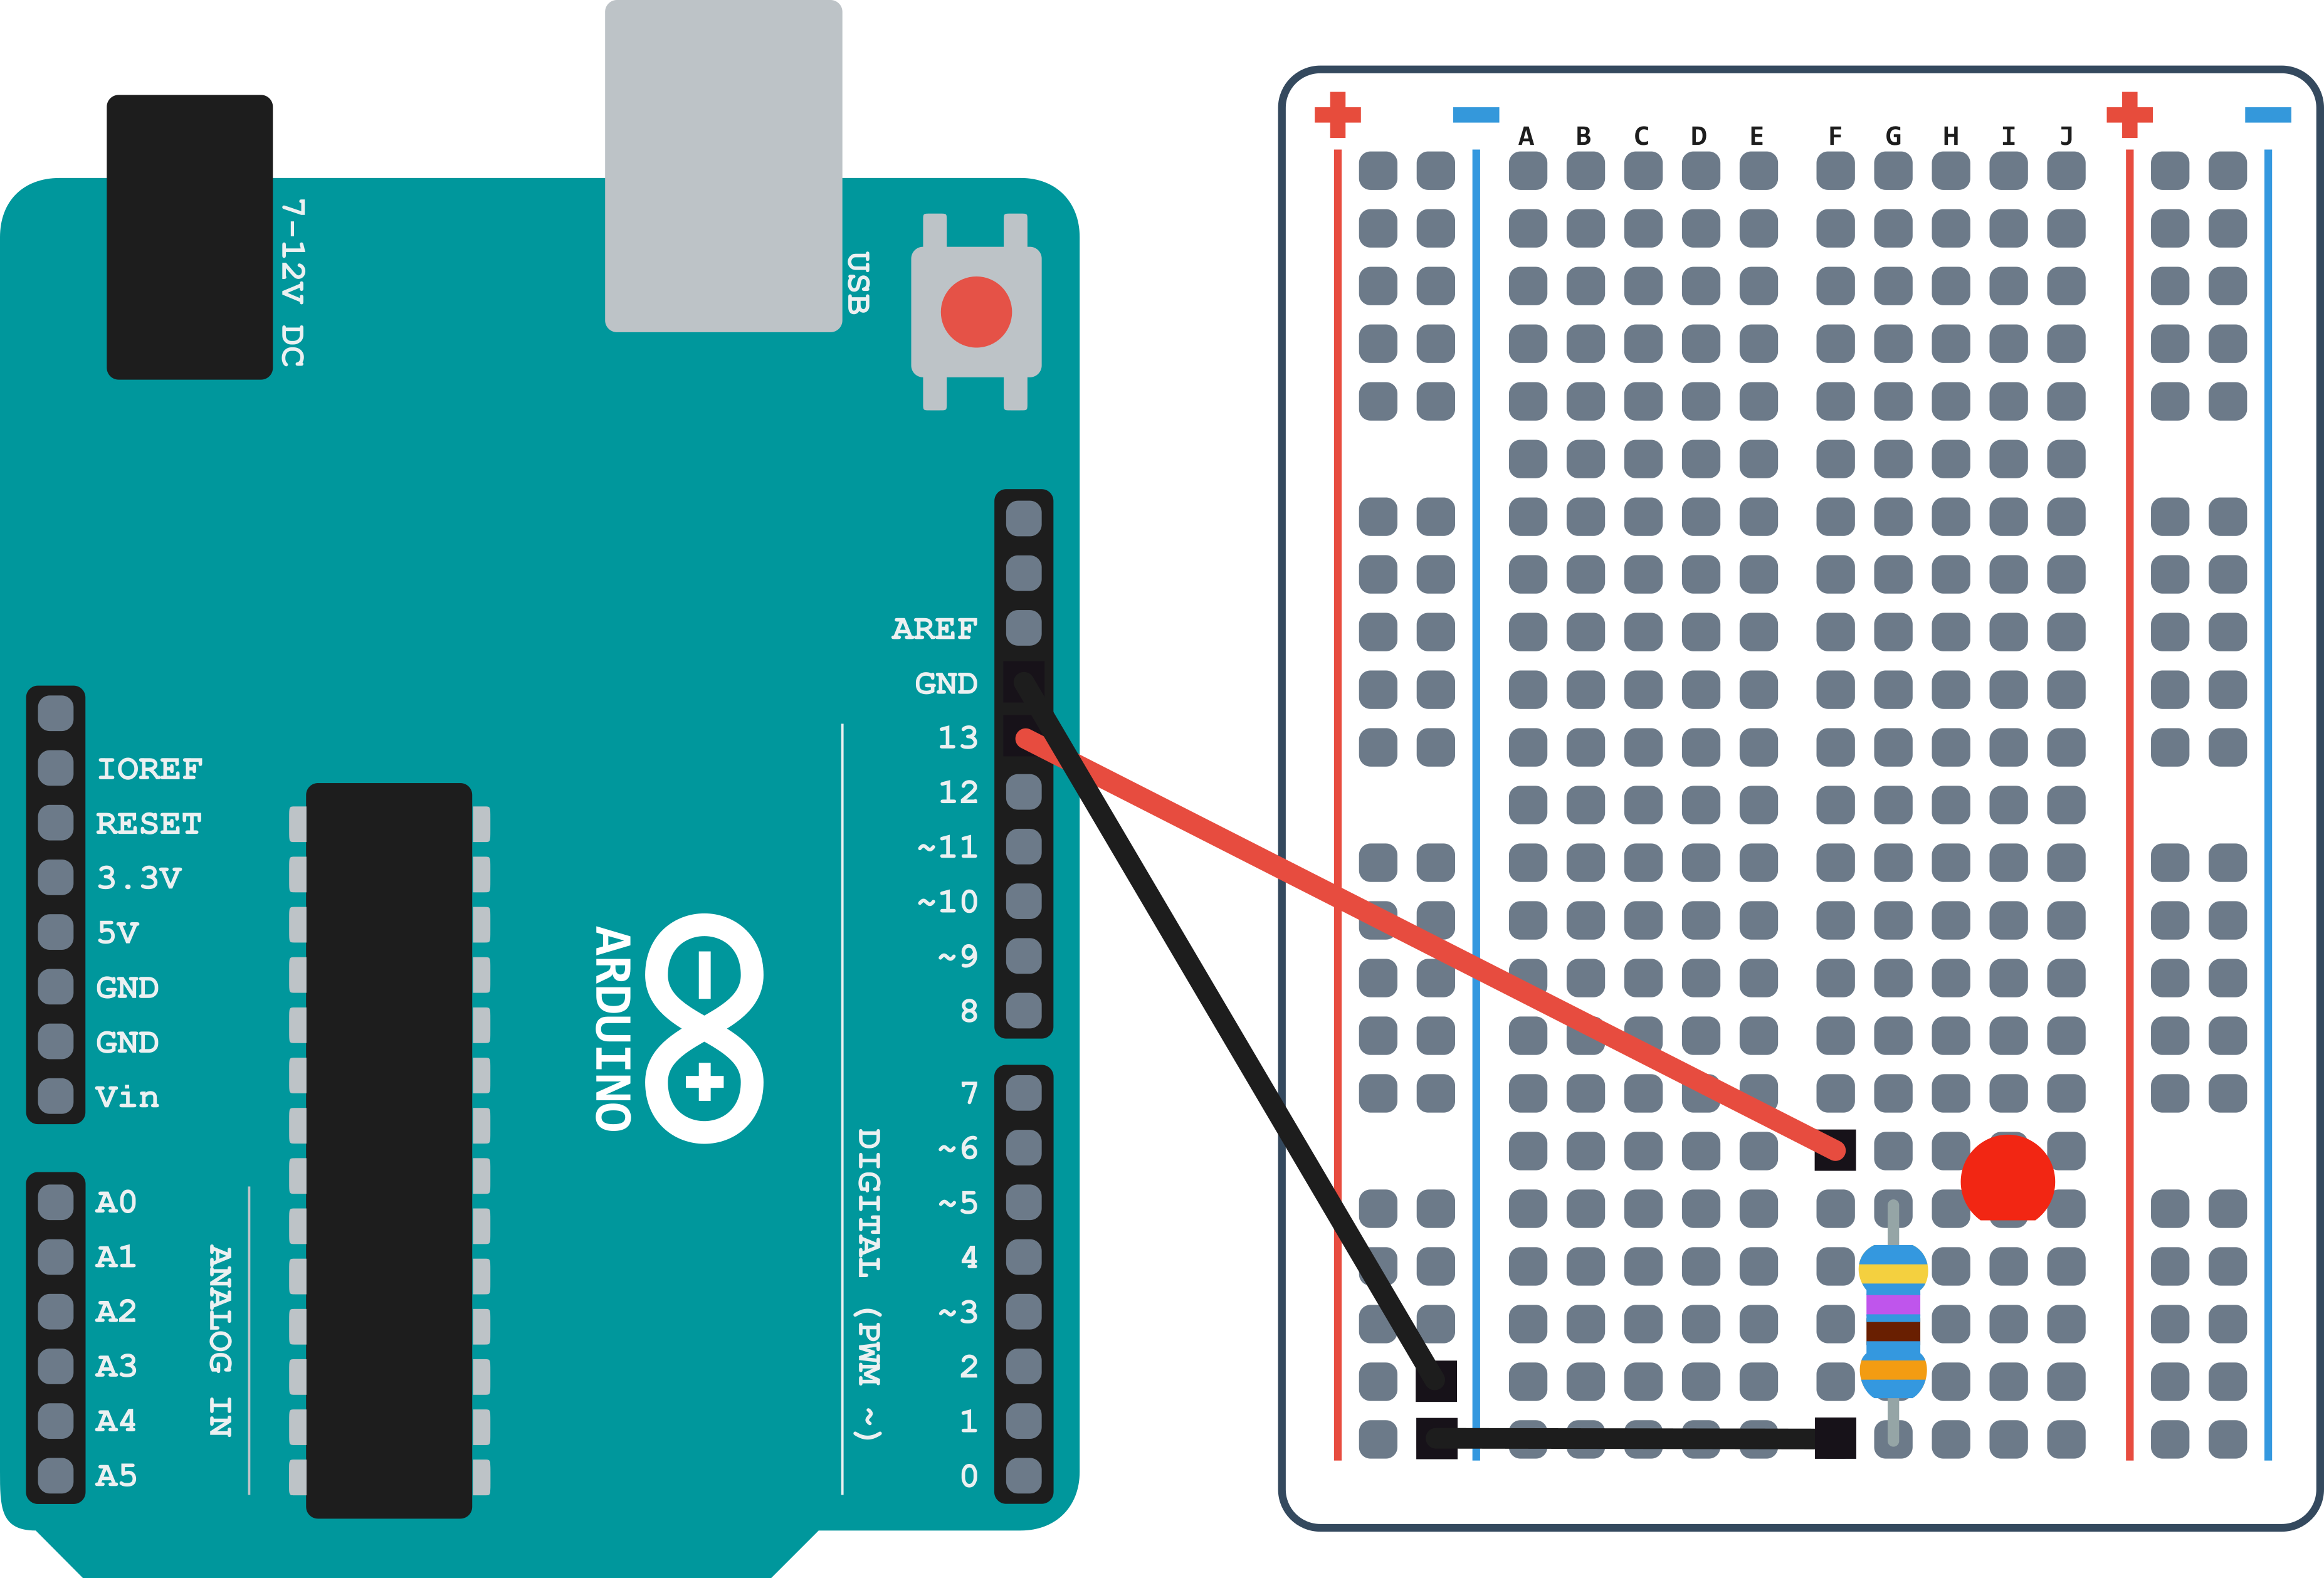 7-12V DC
USB
AREF
GND
13
12
~11
~10
~9
8
7
~6
~5
4
~3
2
1
0
DIGITAL (PWM ~)
IOREF
RESET
3.3V
5V
GND
GND
Vin
A0
A1
A2
A3
A4
A5
ANALOG IN
ARDUINO
A B C D E F G H I J